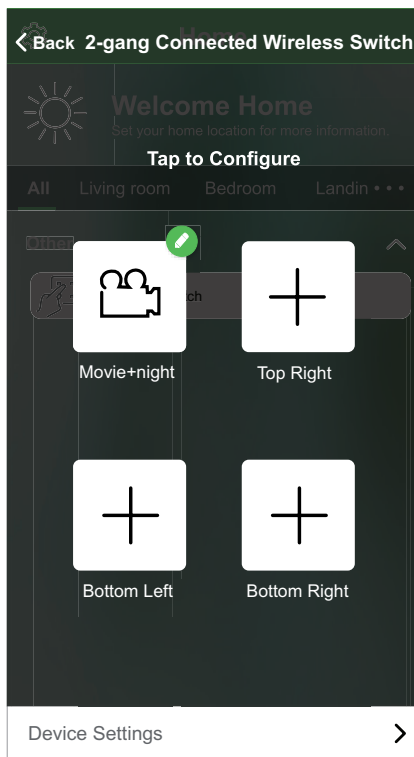 Home
Back 2-gang Connected Wireless Switch
Welcome Home
Set your home location for more information.
Tap to Configure
All Living room Bedroom Landin
Other
tch
Movie+night Top Right
Bottom Left Bottom Right
Device Settings